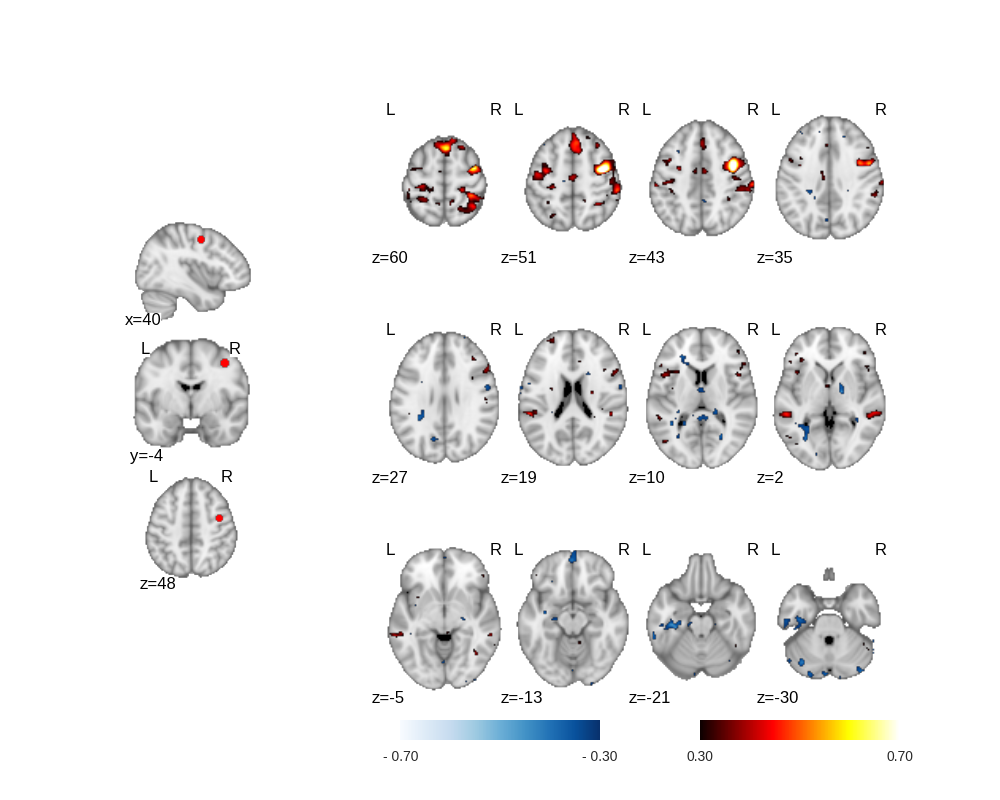 L R L R L R L R
z=60 z=51 z=43 z=35
x=40
L R L R L R L R
L R
y=-4
L R
z=27 z=19 z=10 z=2
z=48
L R L R L R L R
z=-5 z=-13 z=-21 z=-30
- 0.70 - 0.30 0.30 0.70